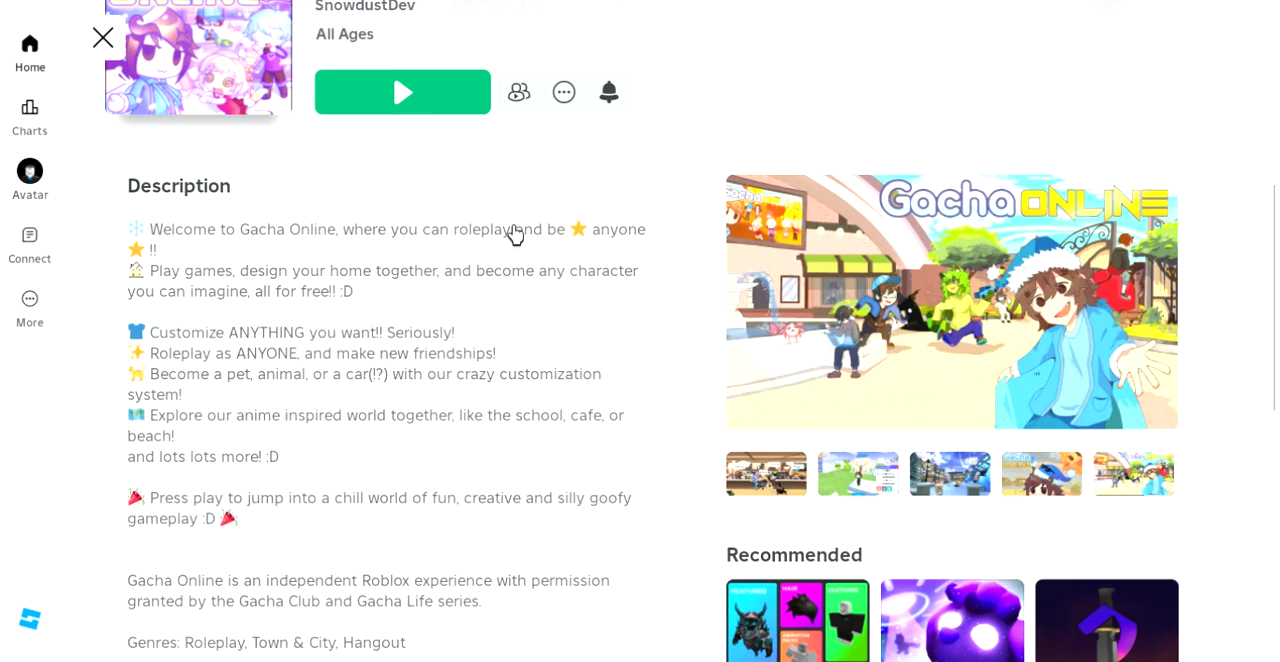 SnowdustDev
All Ages
Home
Charts
Avatar
Connect
More
Description
❄️ Welcome to Gacha Online, where you can roleplay and be ⭐ anyone
⭐ !!
🏠 Play games, design your home together, and become any character
you can imagine, all for free!! :D
👕 Customize ANYTHING you want!! Seriously!
✨ Roleplay as ANYONE, and make new friendships!
🐕 Become a pet, animal, or a car(!?) with our crazy customization
system!
🗺️ Explore our anime inspired world together, like the school, cafe, or
beach!
and lots lots more! :D
🎉 Press play to jump into a chill world of fun, creative and silly goofy
gameplay :D 🎉
Gacha Online is an independent Roblox experience with permission
granted by the Gacha Club and Gacha Life series.
Genres: Roleplay, Town & City, Hangout
Gacha ONLINE
Gacha
Recommended
FEATURED
HAIR